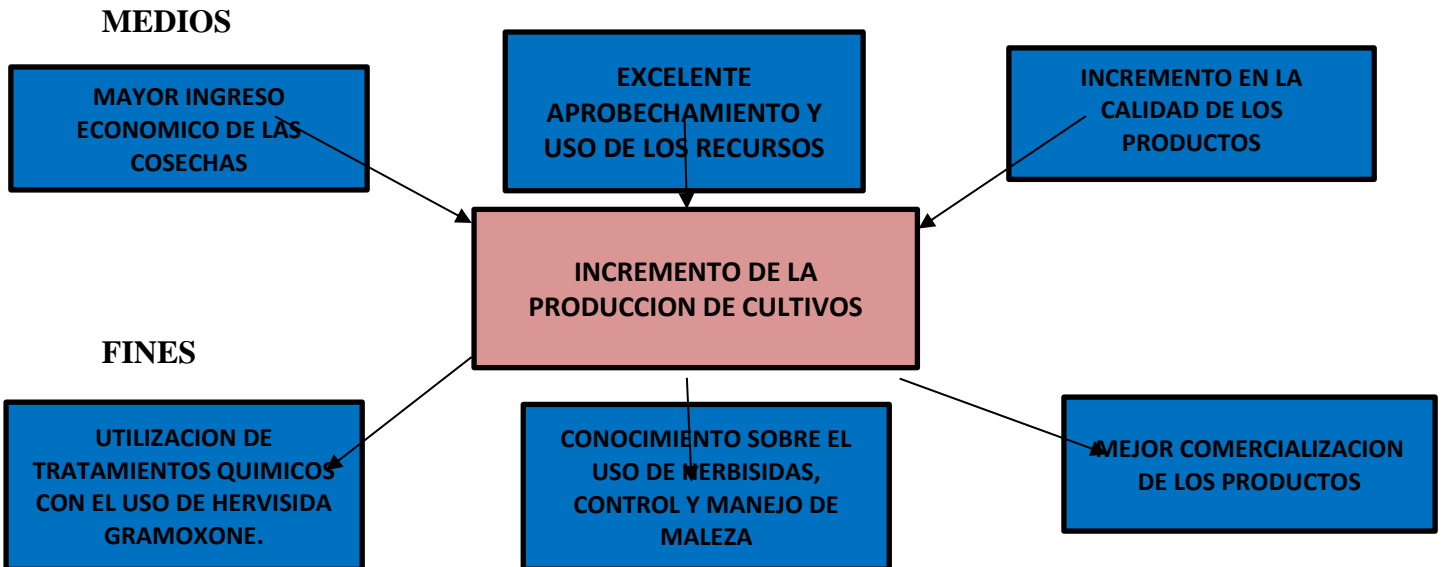 MEDIOS
MAYOR INGRESO
ECONOMICO DE LAS
COSECHAS
EXCELENTE
APROBECHAMIENTO Y
USO DE LOS RECURSOS
INCREMENTO EN LA
CALIDAD DE LOS
PRODUCTOS
INCREMENTO DE LA
PRODUCCION DE CULTIVOS
FINES
UTILIZACION DE
TRATAMIENTOS QUIMICOS
CON EL USO DE HERVISIDA
GRAMOXONE.
CONOCIMIENTO SOBRE EL
USO DE HERBISIDAS,
CONTROL Y MANEJO DE
MALEZA
MEJOR COMERCIALIZACION
DE LOS PRODUCTOS